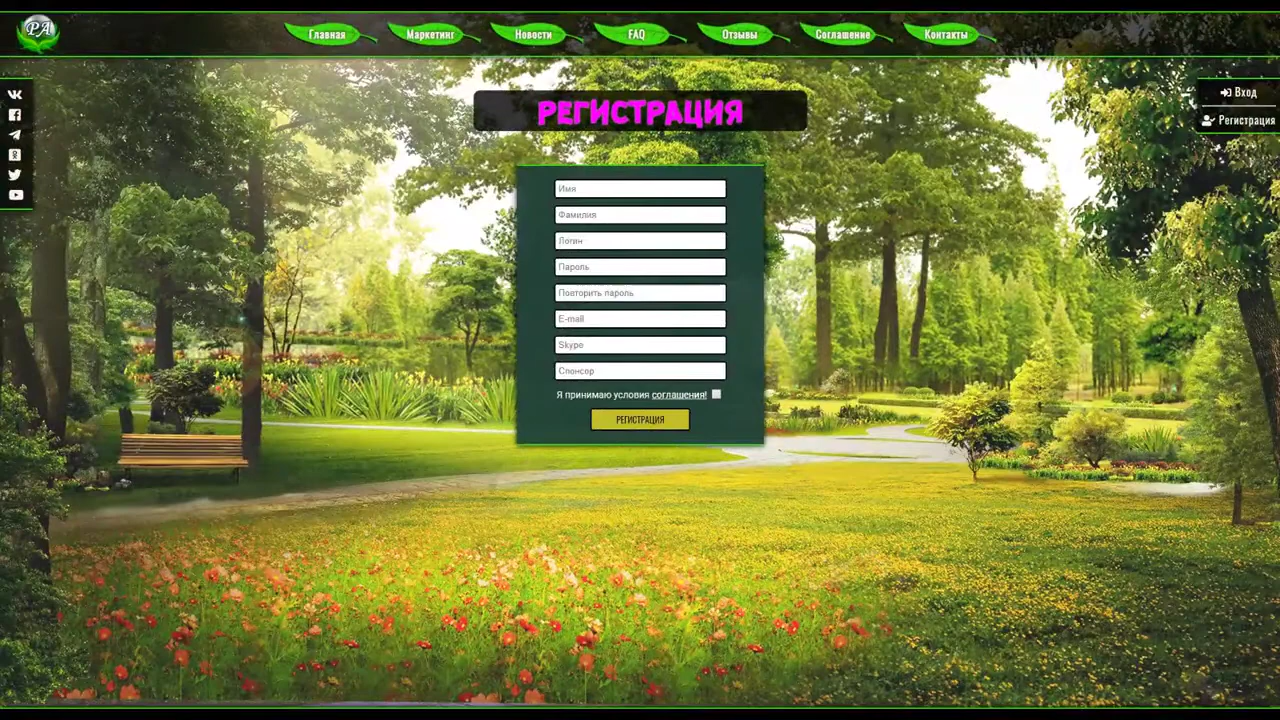 РА
Главная
Маркетинг
Новости
FAQ
Отзывы
Соглашение
Контакты
Вход
Регистрация
РЕГИСТРАЦИЯ
Имя
Фамилия
Логин
Пароль
Повторить пароль
E-mail
Skype
Спонсор
Я принимаю условия соглашения!
РЕГИСТРАЦИЯ